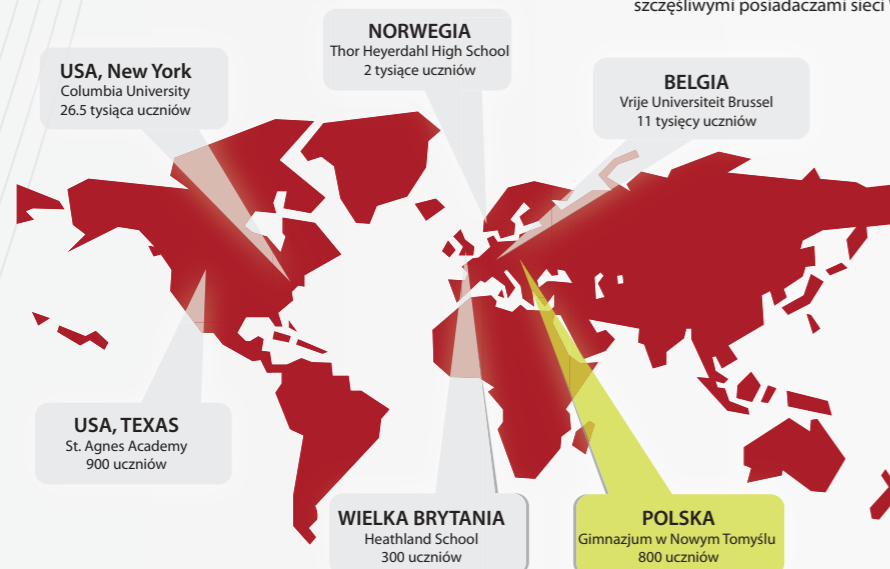 szczęśliwymi posiadaczami sieci
NORWEGIA
Thor Heyerdahl High School
2 tysiące uczniów
USA, New York
Columbia University
26.5 tysiąca uczniów
BELGIA
Vrije Universiteit Brussel
11 tysięcy uczniów
USA, TEXAS
St. Agnes Academy
900 uczniów
WIELKA BRYTANIA
Heathland School
300 uczniów
POLSKA
Gimnazjum w Nowym Tomyślu
800 uczniów